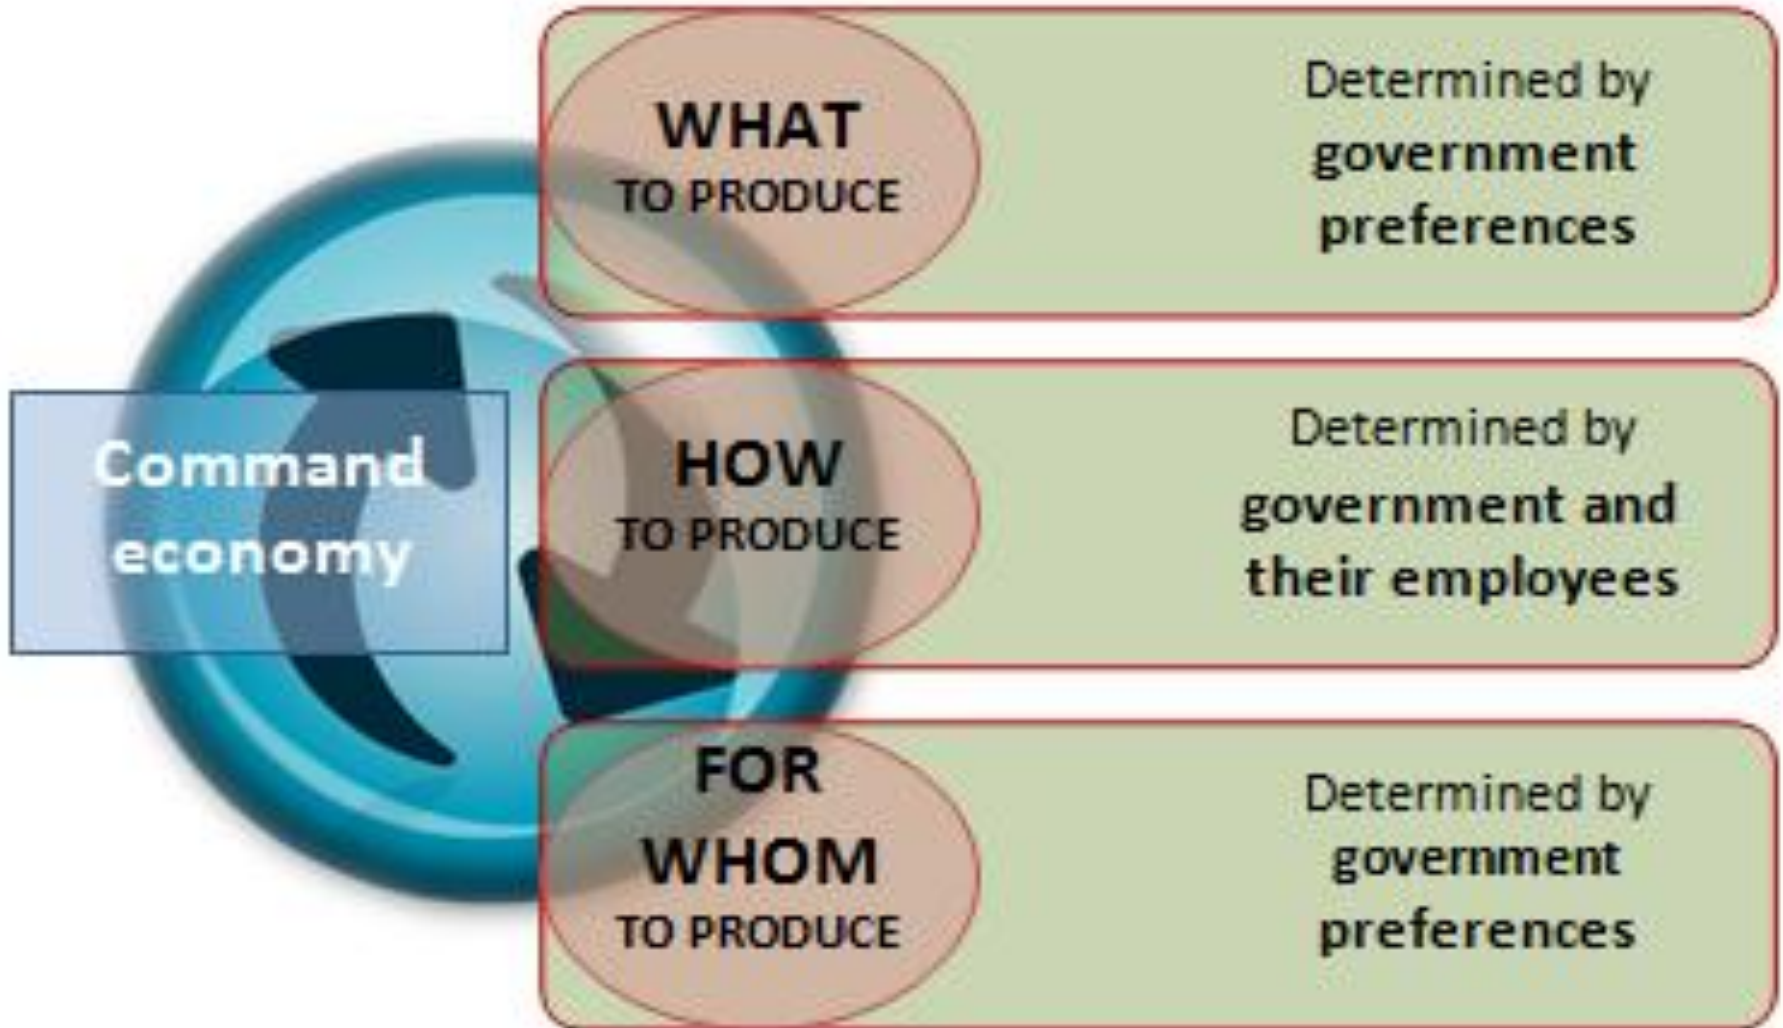 Command
economy
WHAT
TO PRODUCE
Determined by
government
preferences
HOW
TO PRODUCE
Determined by
government and
their employees
FOR
WHOM
TO PRODUCE
Determined by
government
preferences